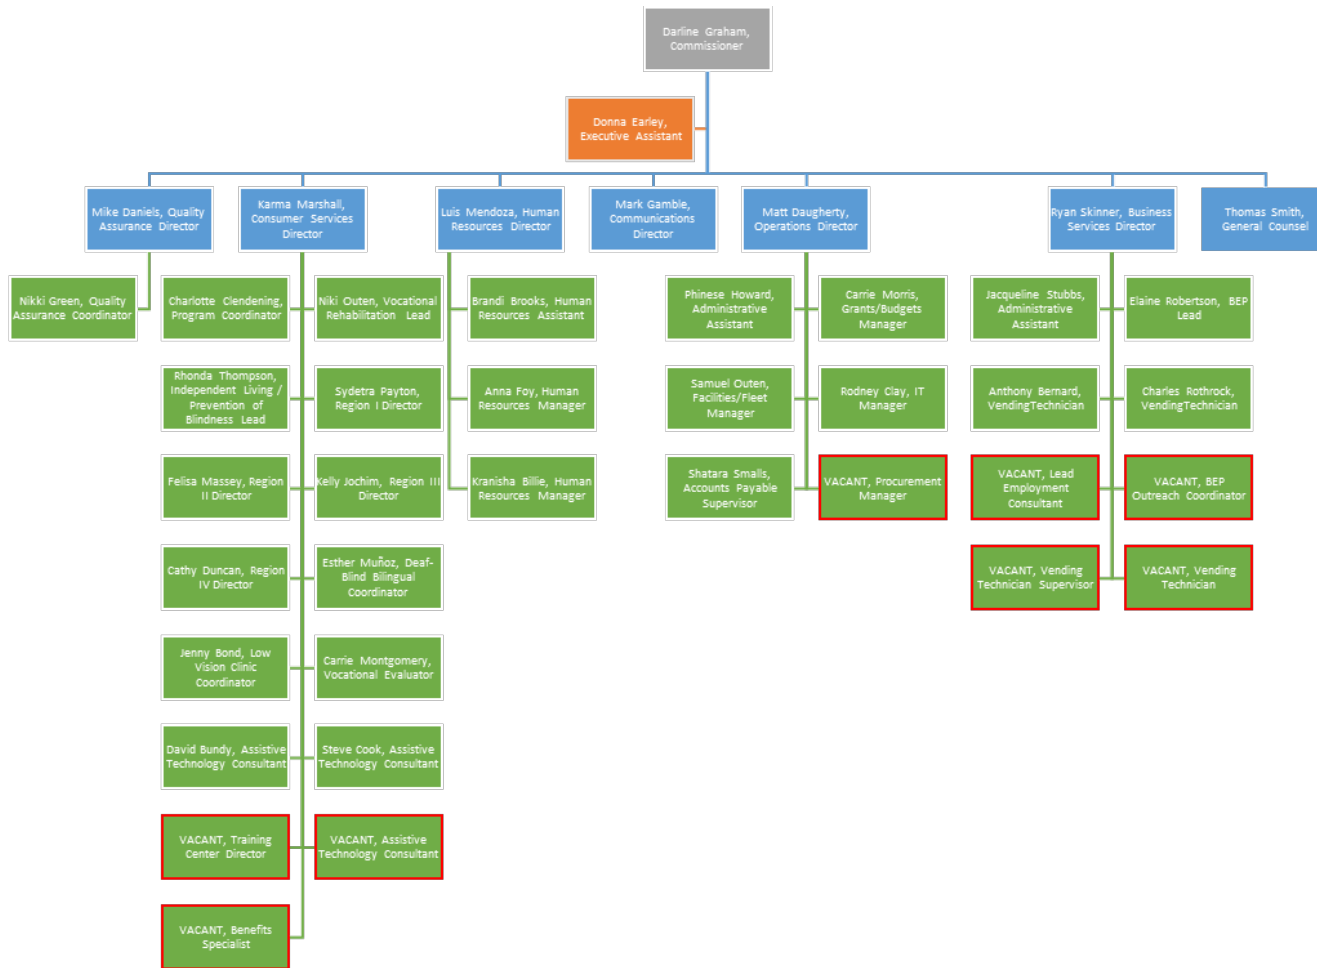 Darline Graham,
Commissioner
Donna Earley,
Executive Assistant
Mike Daniels, Quality
Assurance Director
Karma Marshall,
Consumer Services
Director
Luis Mendoza, Human
Resources Director
Mark Gamble,
Communications
Director
Matt Daugherty,
Operations Director
Ryan Skinner, Business
Services Director
Thomas Smith,
General Counsel
Nikki Green, Quality
Assurance Coordinator
Charlotte Clendening,
Program Coordinator
Niki Outen, Vocational
Rehabilitation Lead
Brandi Brooks, Human
Resources Assistant
Phinese Howard,
Administrative
Assistant
Carrie Morris,
Grants/Budgets
Manager
Jacqueline Stubbs,
Administrative
Assistant
Elaine Robertson, BEP
Lead
Rhonda Thompson,
Independent Living /
Prevention of
Blindness Lead
Sydetra Payton,
Region I Director
Anna Foy, Human
Resources Manager
Samuel Outen,
Facilities/Fleet
Manager
Rodney Clay, IT
Manager
Anthony Bernard,
VendingTechnician
Charles Rothrock,
VendingTechnician
Felisa Massey, Region
II Director
Kelly Jochim, Region III
Director
Kranisha Billie, Human
Resources Manager
Shatara Smalls,
Accounts Payable
Supervisor
VACANT, Procurement
Manager
VACANT, Lead
Employment
Consultant
VACANT, BEP
Outreach Coordinator
Cathy Duncan, Region
IV Director
Esther Muñoz, Deaf-
Blind Bilingual
Coordinator
VACANT, Vending
Technician Supervisor
VACANT, Vending
Technician
Jenny Bond, Low
Vision Clinic
Coordinator
Carrie Montgomery,
Vocational Evaluator
David Bundy, Assistive
Technology Consultant
Steve Cook, Assistive
Technology Consultant
VACANT, Training
Center Director
VACANT, Assistive
Technology Consultant
VACANT, Benefits
Specialist